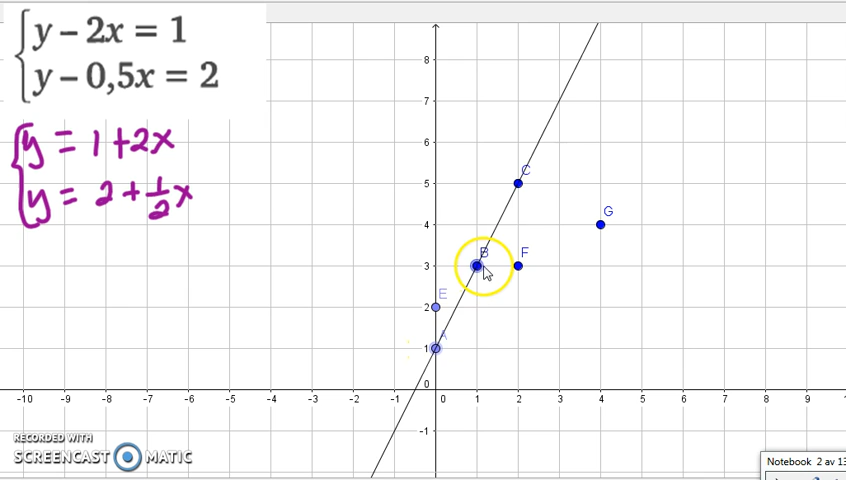 y – 2x = 1
y – 0,5x = 2
y = 1 + 2x
y = 2 + 1/2 x
8
7
6
C
5
G
4
B
F
3
E
2
A
1
0
-10 -9 -8 -7 -6 -5 -4 -3 -2 -1 0 1 2 3 4 5 6 7 8 9
-1
RECORDED WITH
SCREENCAST MATIC
Notebook 2 av 13